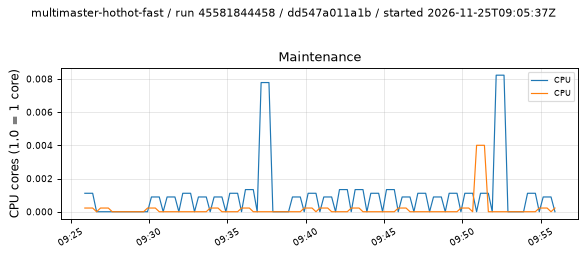 multimaster-hothot-fast / run 45581844458 / dd547a011a1b / started 2026-11-25T09:05:37Z
Maintenance
CPU cores (1.0 = 1 core)
0.008
0.006
0.004
0.002
0.000
CPU
CPU
09:25
09:30
09:35
09:40
09:45
09:50
09:55